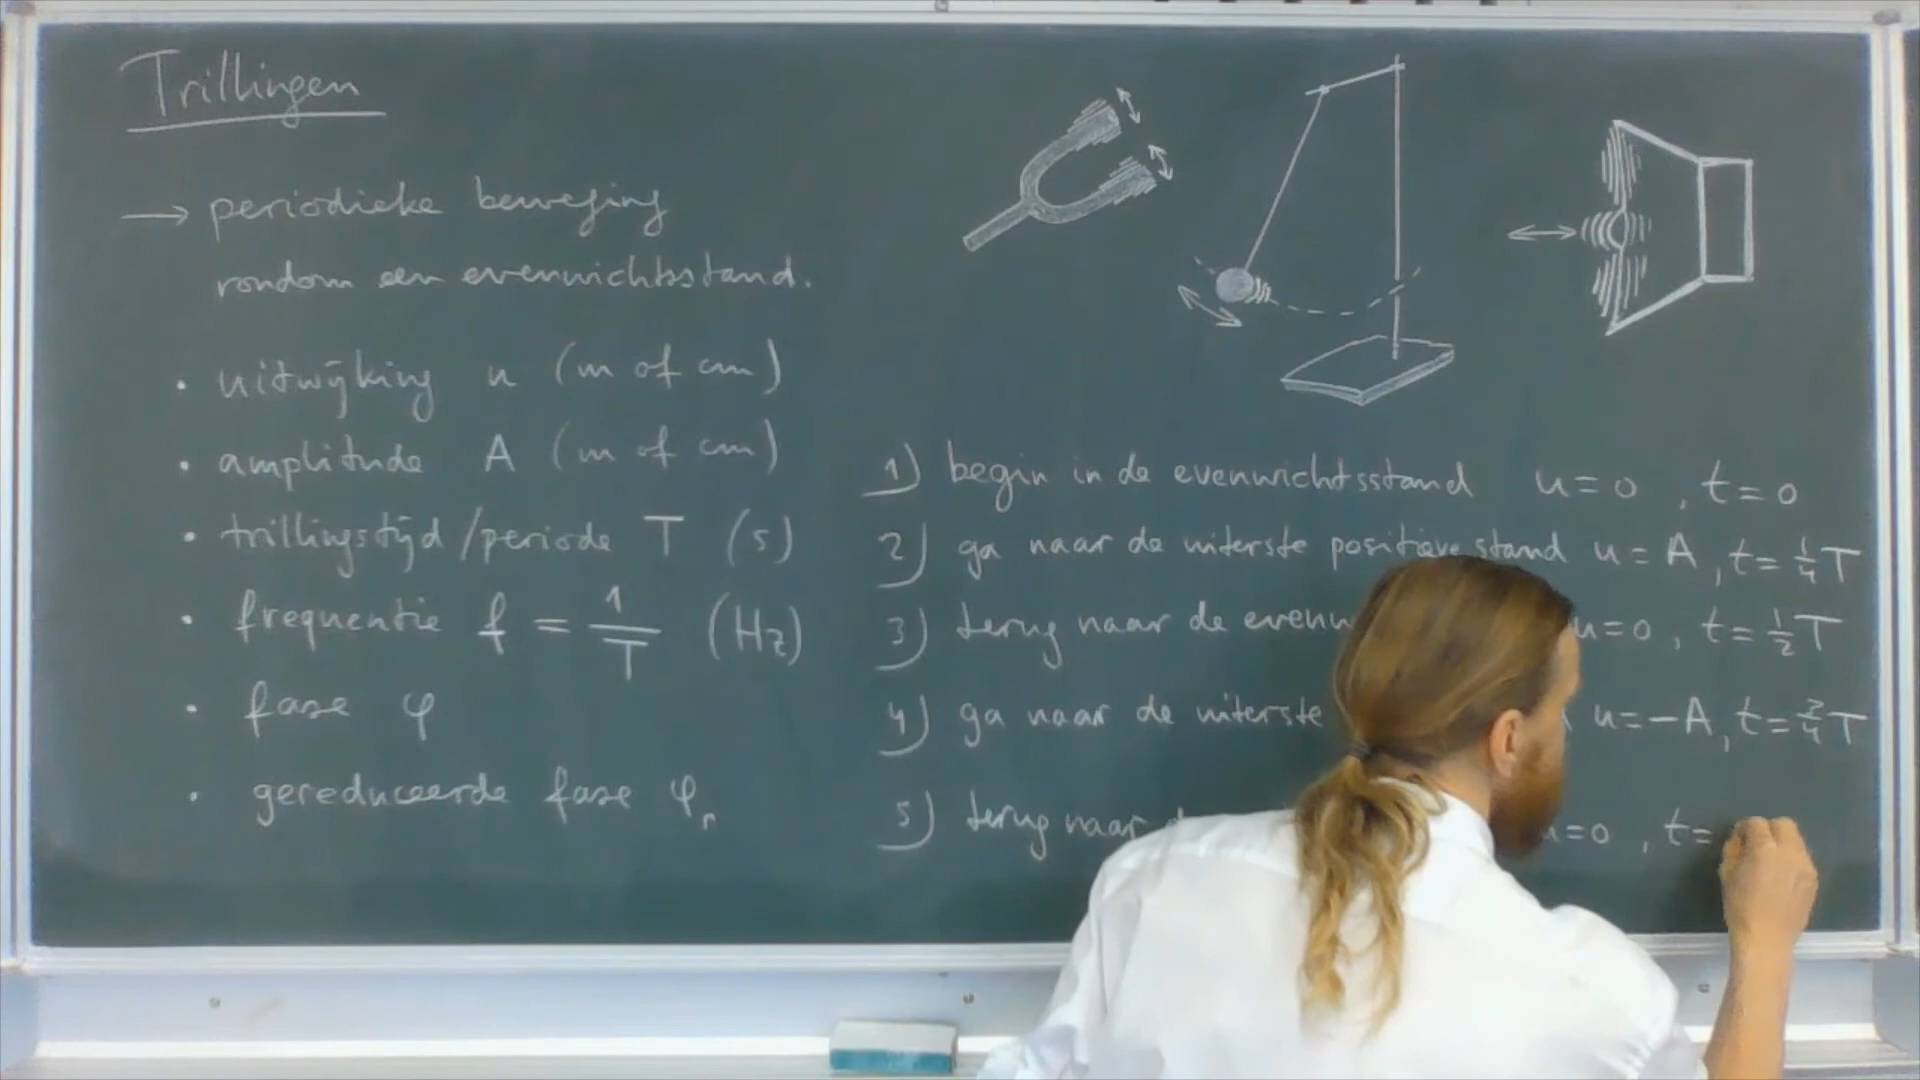 Trillingen
→ periodieke beweging
rondom een evenwichtsstand.
• uitwijking u (m of cm)
• amplitude A (m of cm)
• trillingstijd/periode T (s)
• frequentie f = 1/T (Hz)
• fase φ
• gereduceerde fase φr
1) begin in de evenwichtsstand u=0, t=0
2) ga naar de uiterste positieve stand u=A, t=¼T
3) terug naar de evenw u=0, t=½T
4) ga naar de uiterste u=-A, t=¾T
5) terug naar u=0, t=